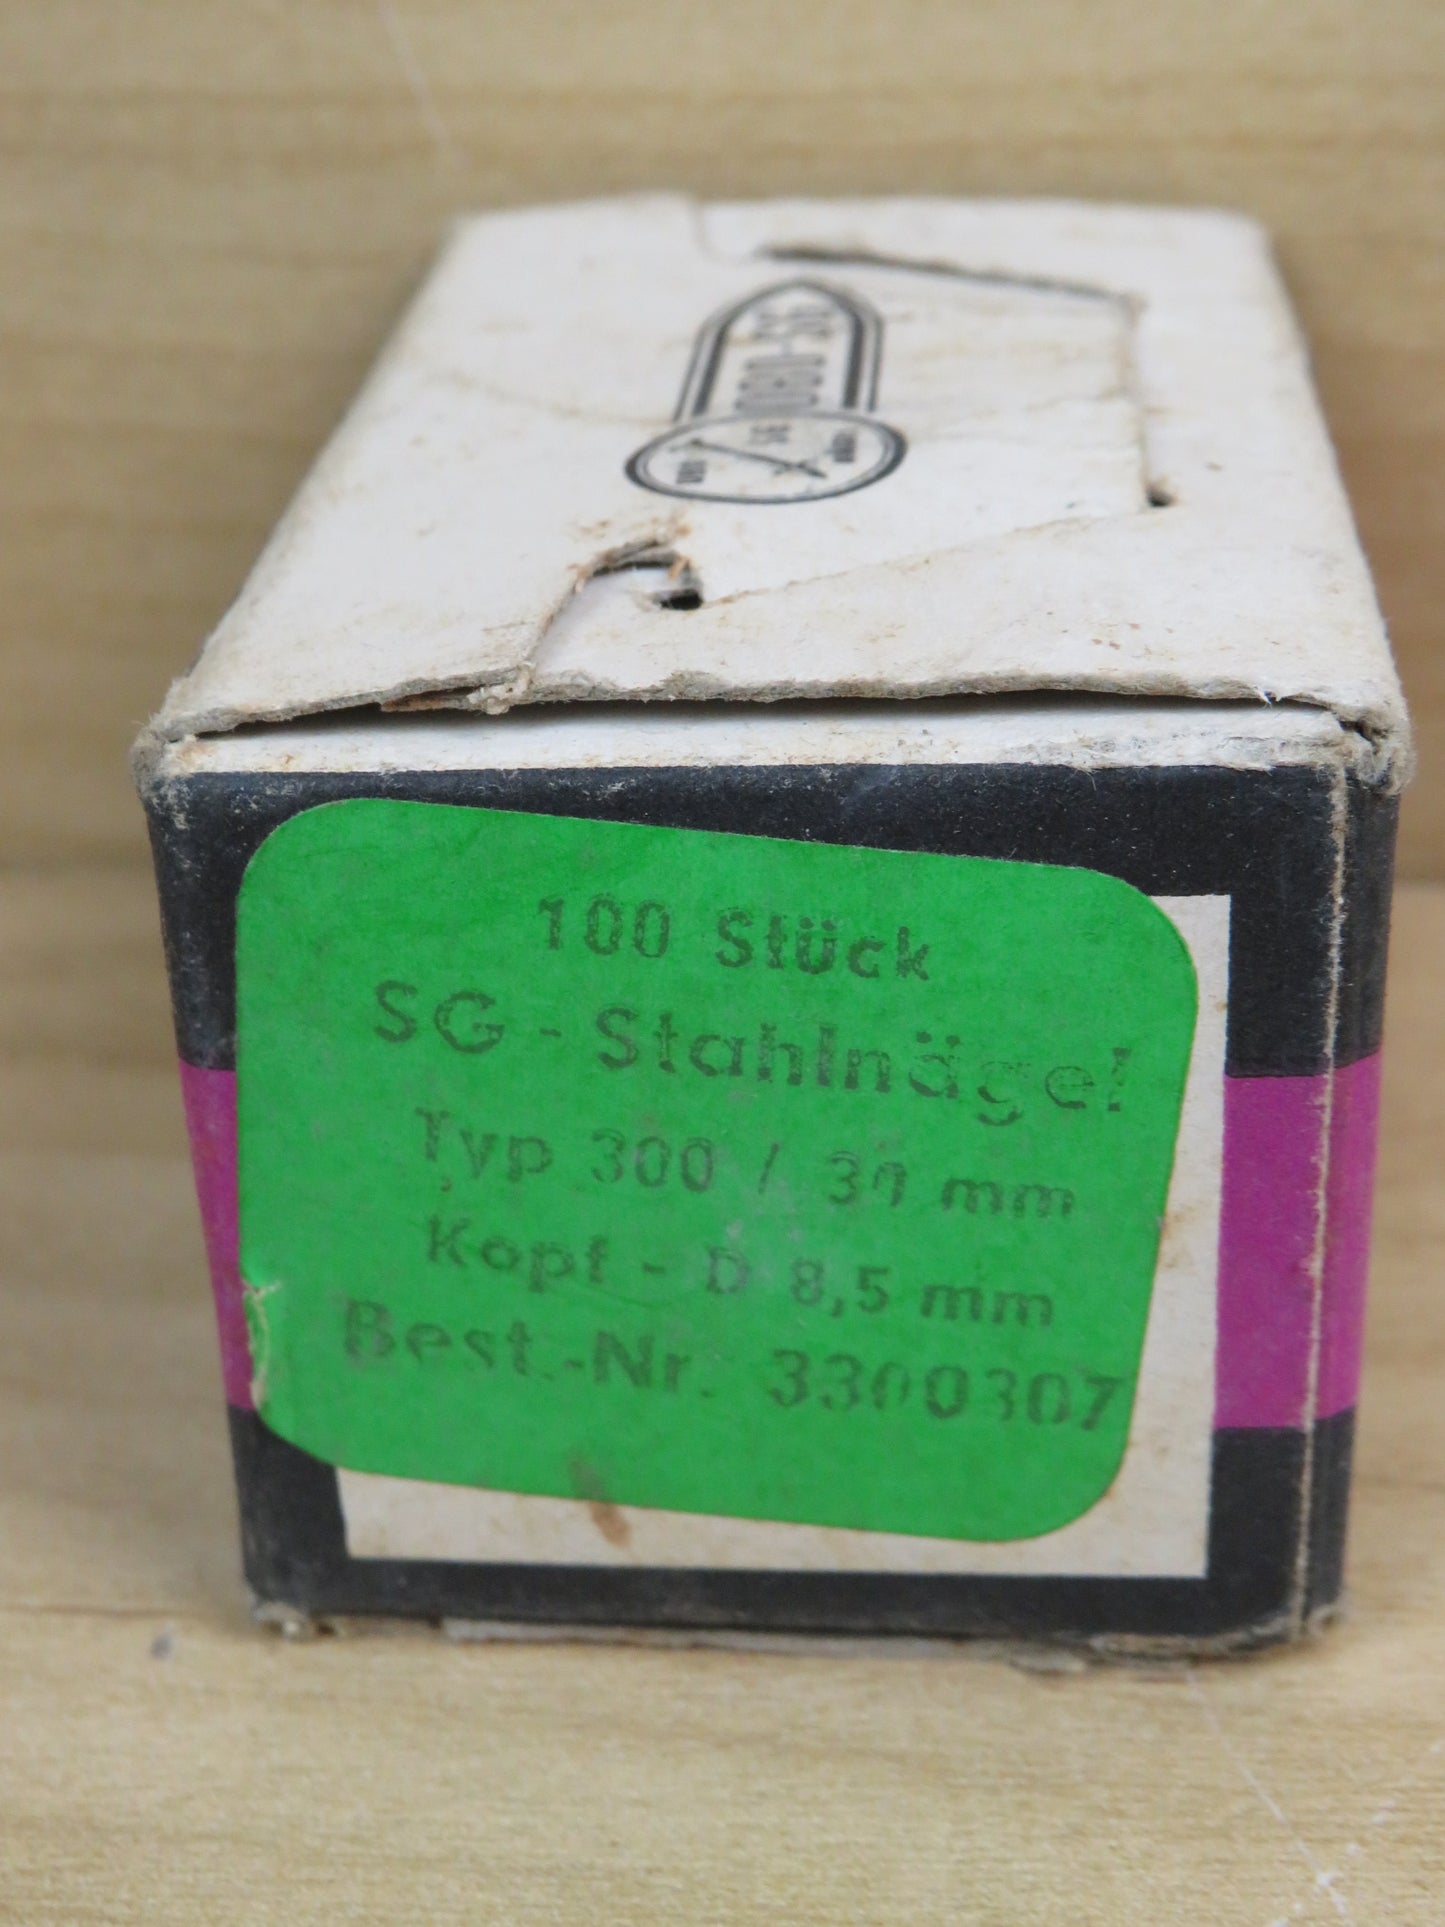 100 Stück
SG - Stahlnägel
Typ 300 / 30 mm
Kopf - D 8,5 mm
Best.-Nr. 3300307